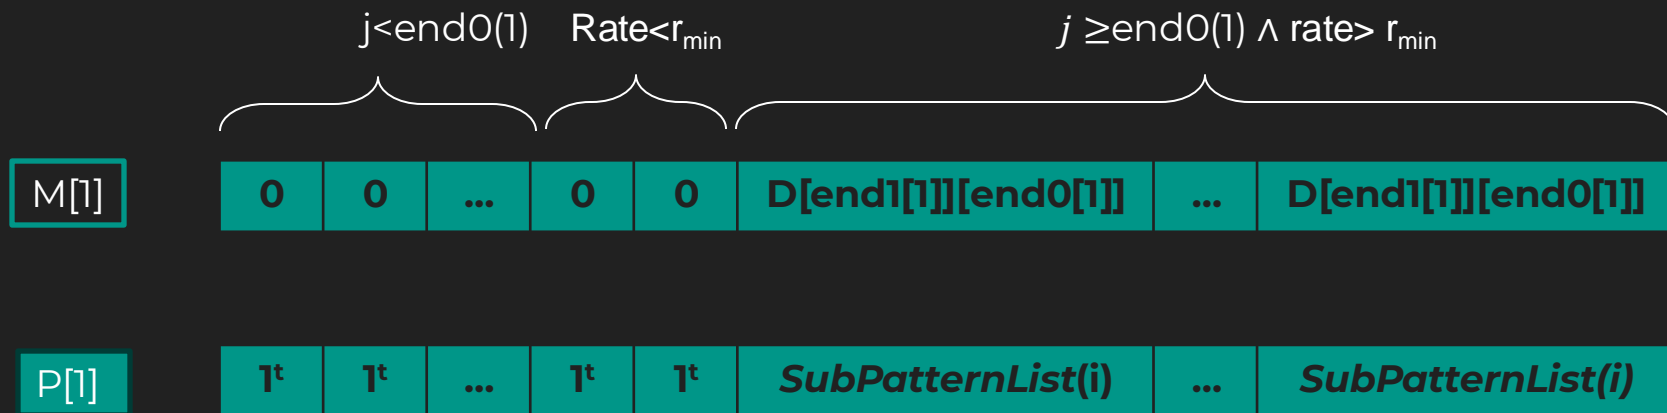 j<end0(1) Rate<rₘᵢₙ j ≥end0(1) ∧ rate> rₘᵢₙ
M[1] 0 0 ... 0 0 D[end1[1]][end0[1]] ... D[end1[1]][end0[1]]
P[1] 1ᵗ 1ᵗ ... 1ᵗ 1ᵗ SubPatternList(i) ... SubPatternList(i)